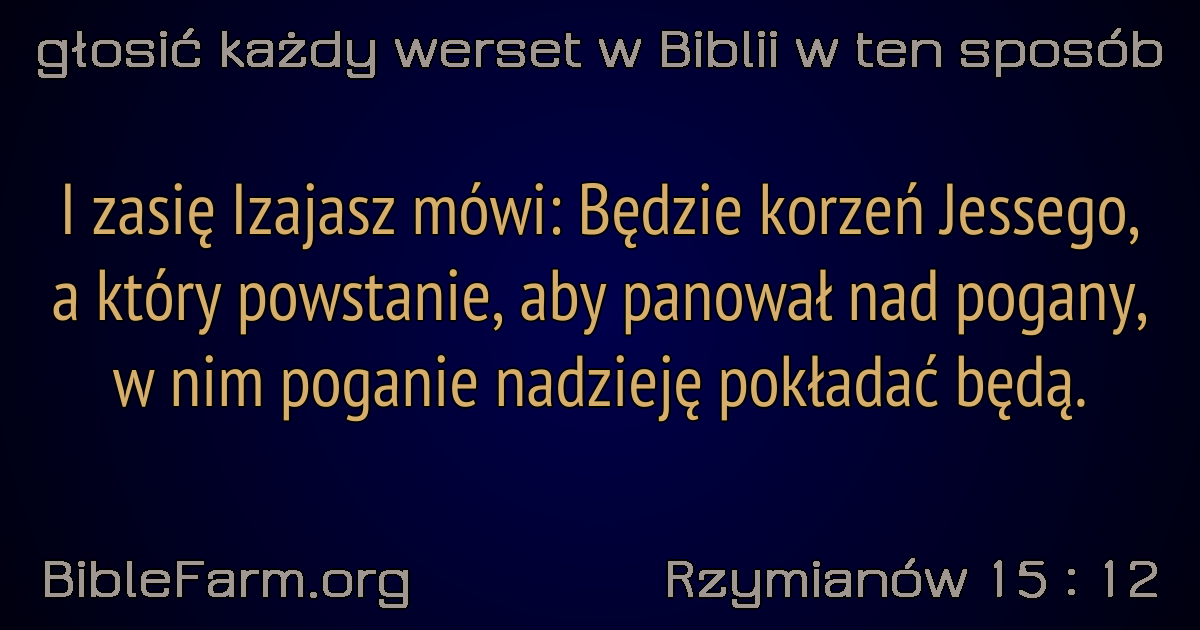 głosić każdy werset w Biblii w ten sposób
I zasię Izajasz mówi: Będzie korzeń Jessego,
a który powstanie, aby panował nad pogany,
w nim poganie nadzieję pokładać będą.
BibleFarm.org
Rzymianów 15 : 12